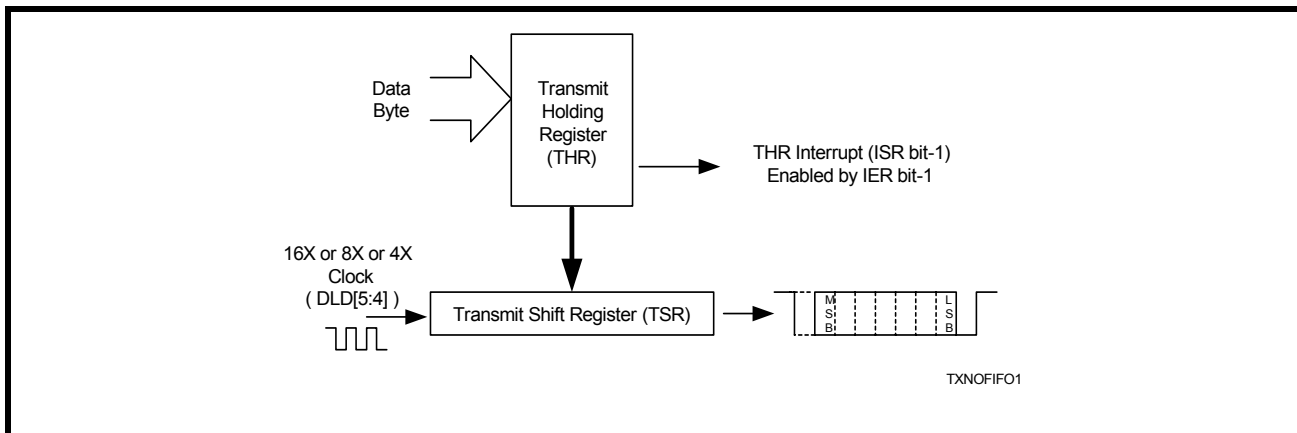 Data
Byte
Transmit
Holding
Register
(THR)
THR Interrupt (ISR bit-1)
Enabled by IER bit-1
16X or 8X or 4X
Clock
( DLD[5:4] )
Transmit Shift Register (TSR)
M
S
B
L
S
B
TXNOFIFO1